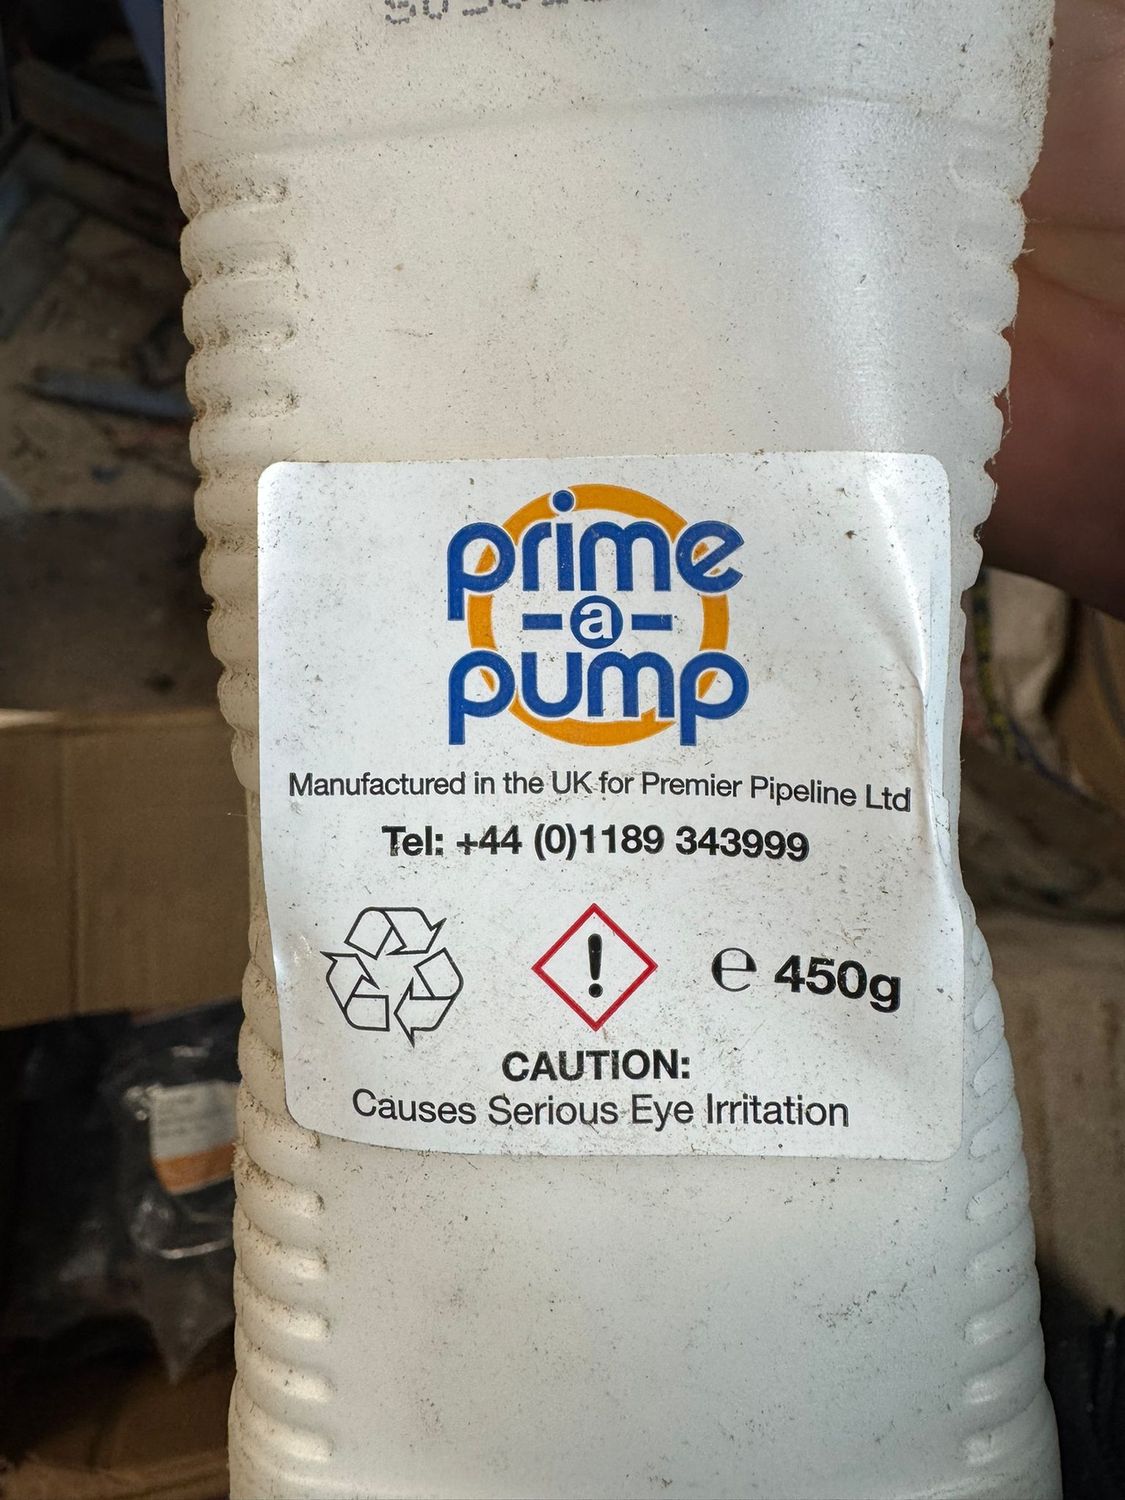 prime
-a-
pump
Manufactured in the UK for Premier Pipeline Ltd
Tel: +44 (0)1189 343999
℮ 450g
CAUTION:
Causes Serious Eye Irritation